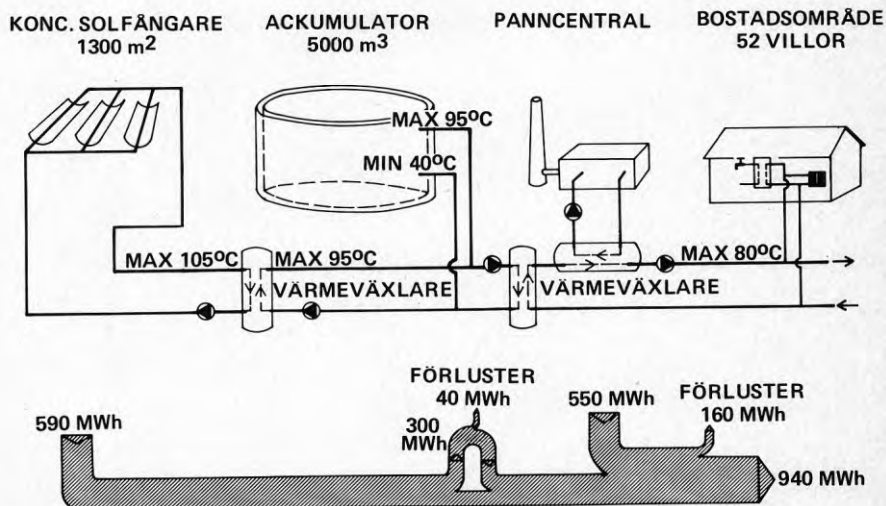 KONC. SOLFÅNGARE
1300 m²
ACKUMULATOR
5000 m³
PANNCENTRAL
BOSTADSOMRÅDE
52 VILLOR
MAX 95°C
MIN 40°C
MAX 105°C
MAX 95°C
MAX 80°C
VÄRMEVÄXLARE
VÄRMEVÄXLARE
FÖRLUSTER
40 MWh
550 MWh
FÖRLUSTER
160 MWh
590 MWh
300
MWh
940 MWh